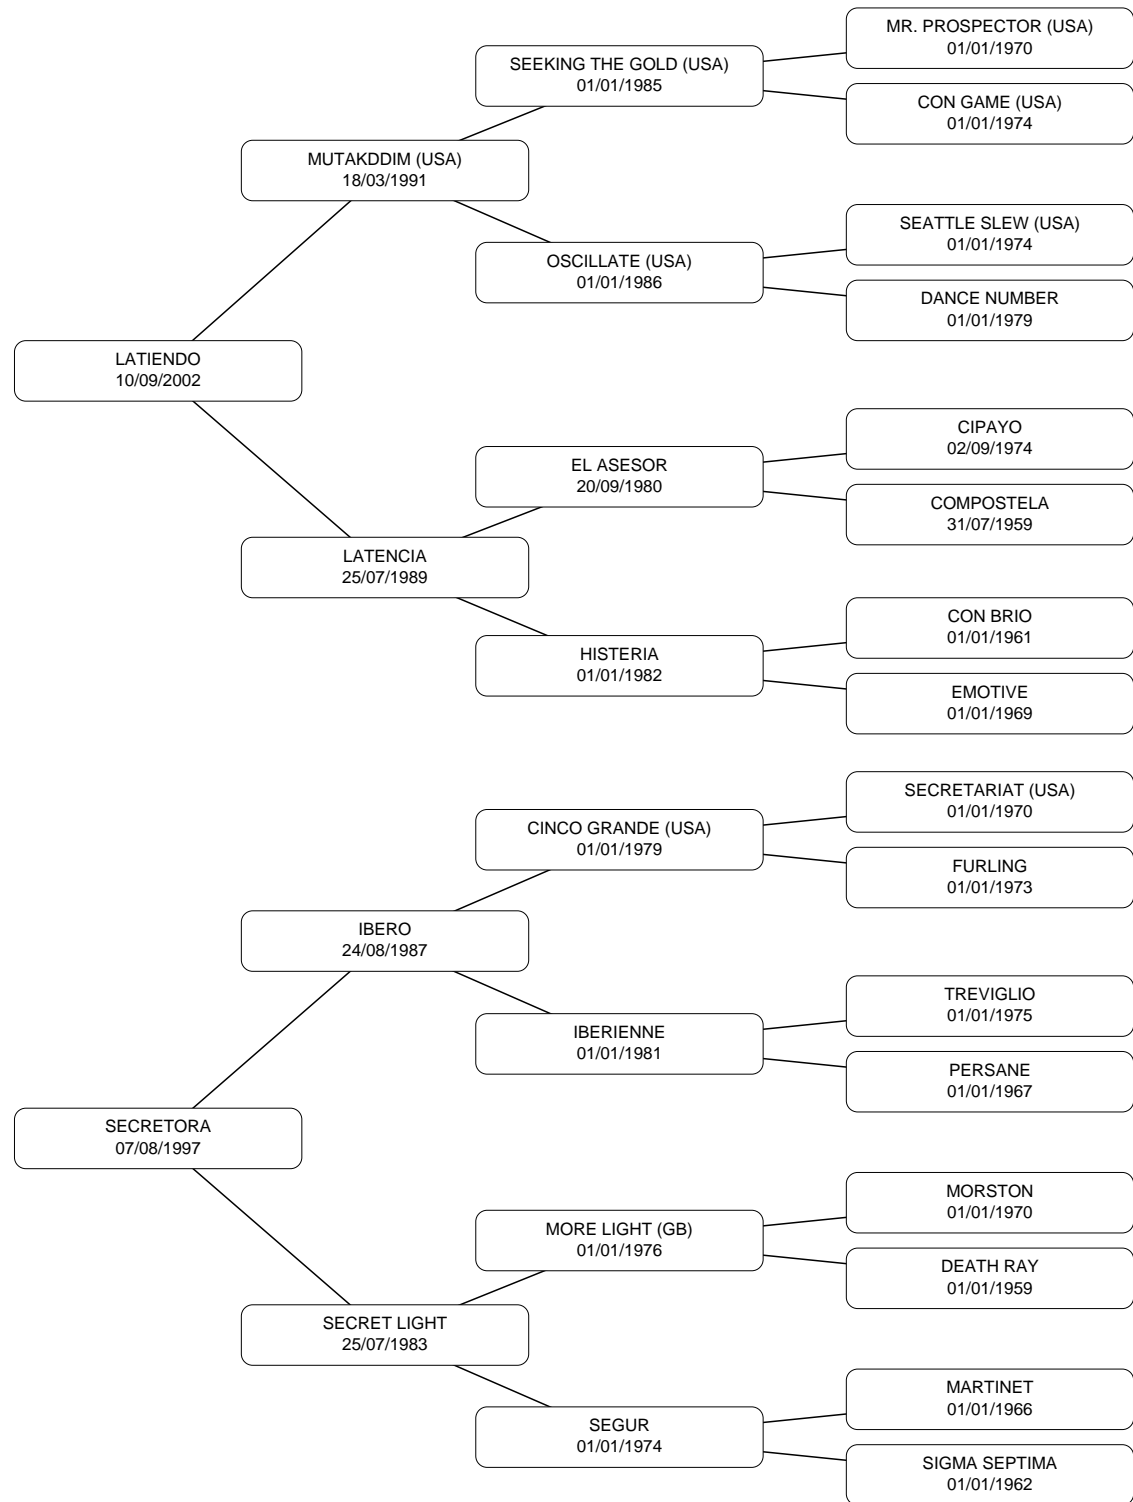 MR. PROSPECTOR (USA)
01/01/1970
SEEKING THE GOLD (USA)
01/01/1985
CON GAME (USA)
01/01/1974
MUTAKDDIM (USA)
18/03/1991
SEATTLE SLEW (USA)
01/01/1974
OSCILLATE (USA)
01/01/1986
DANCE NUMBER
01/01/1979
LATIENDO
10/09/2002
CIPAYO
02/09/1974
EL ASESOR
20/09/1980
COMPOSTELA
31/07/1959
LATENCIA
25/07/1989
CON BRIO
01/01/1961
HISTERIA
01/01/1982
EMOTIVE
01/01/1969
SECRETARIAT (USA)
01/01/1970
CINCO GRANDE (USA)
01/01/1979
FURLING
01/01/1973
IBERO
24/08/1987
TREVIGLIO
01/01/1975
IBERIENNE
01/01/1981
PERSANE
01/01/1967
SECRETORA
07/08/1997
MORSTON
01/01/1970
MORE LIGHT (GB)
01/01/1976
DEATH RAY
01/01/1959
SECRET LIGHT
25/07/1983
MARTINET
01/01/1966
SEGUR
01/01/1974
SIGMA SEPTIMA
01/01/1962